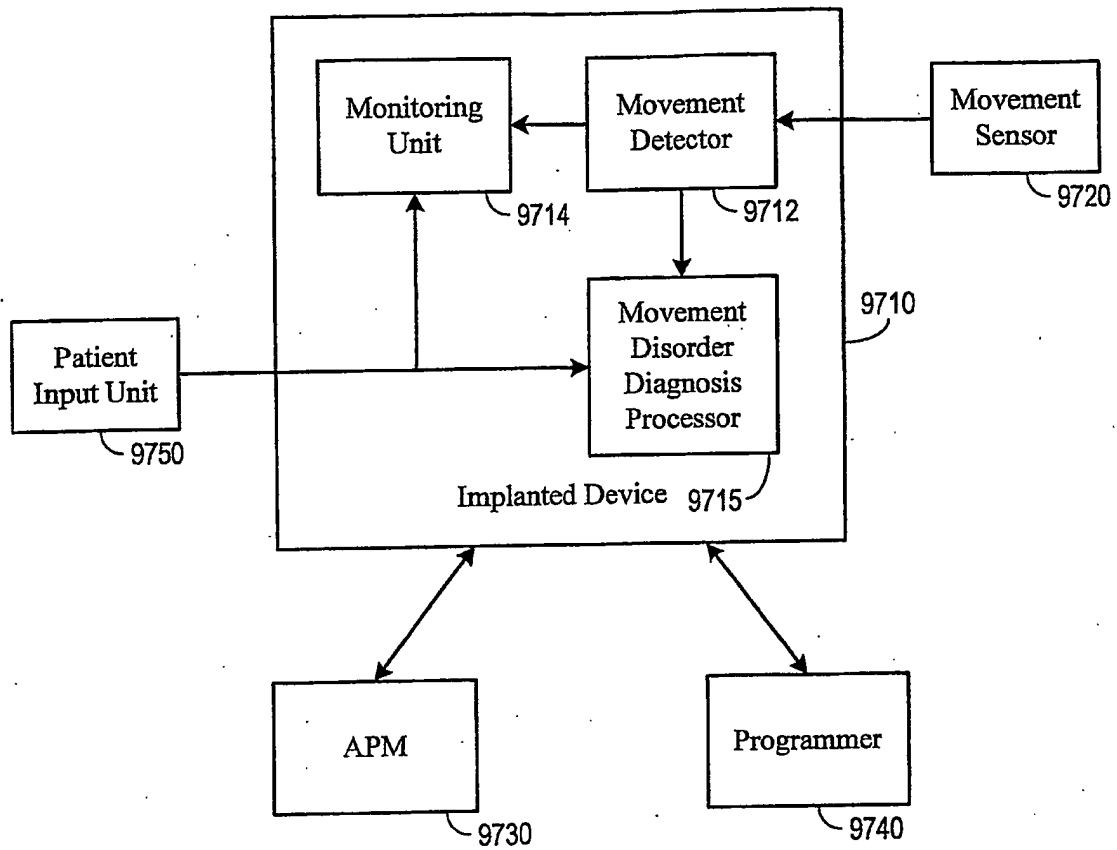 Monitoring
Unit
9714
Movement
Detector
9712
Movement
Sensor
9720
Patient
Input Unit
9750
Movement
Disorder
Diagnosis
Processor
9715
9710
Implanted Device
APM
9730
Programmer
9740